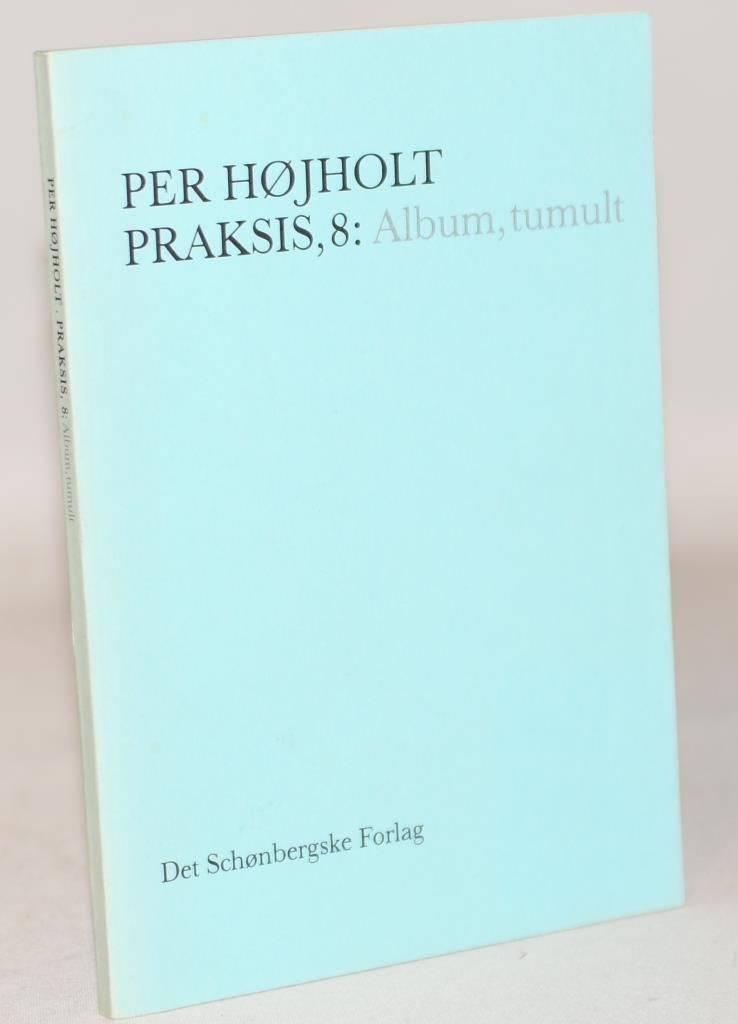 PER HØJHOLT
PRAKSIS, 8: Album, tumult
Det Schønbergske Forlag
PER HØJHOLT · PRAKSIS, 8: Album, tumult